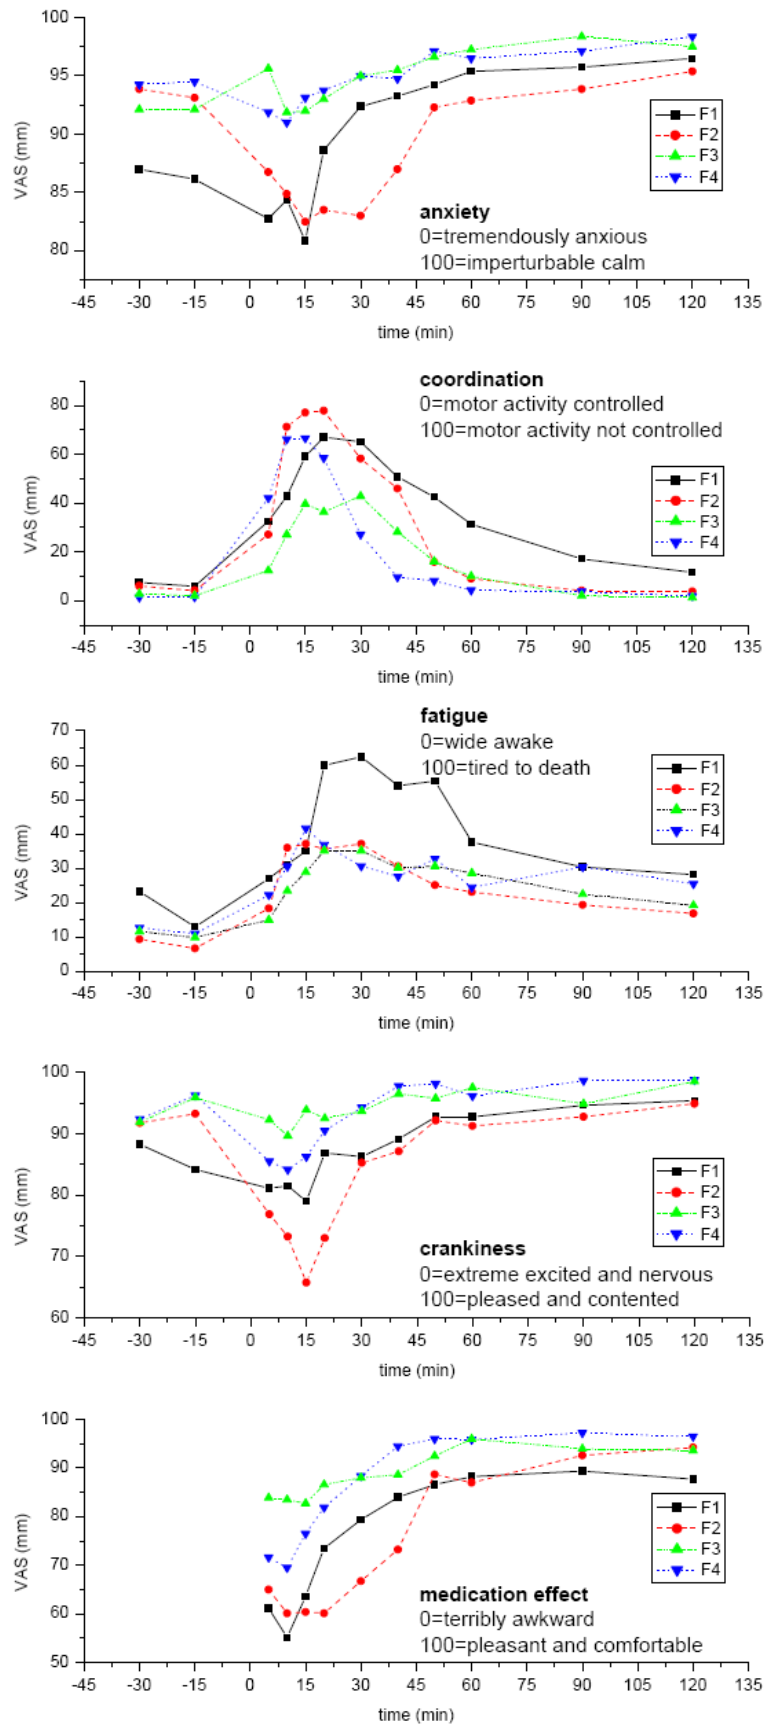 100
95
90
85
80
VAS (mm)
F1
F2
F3
F4
anxiety
0=tremendously anxious
100=imperturbable calm
-45 -30 -15 0 15 30 45 60 75 90 105 120 135
time (min)
coordination
0=motor activity controlled
100=motor activity not controlled
80
60
40
20
0
VAS (mm)
F1
F2
F3
F4
-45 -30 -15 0 15 30 45 60 75 90 105 120 135
time (min)
fatigue
0=wide awake
100=tired to death
70
60
50
40
30
20
10
0
VAS (mm)
F1
F2
F3
F4
-45 -30 -15 0 15 30 45 60 75 90 105 120 135
time (min)
100
90
80
70
60
VAS (mm)
F1
F2
F3
F4
crankiness
0=extreme excited and nervous
100=pleased and contented
-45 -30 -15 0 15 30 45 60 75 90 105 120 135
time (min)
100
90
80
70
60
50
VAS (mm)
F1
F2
F3
F4
medication effect
0=terribly awkward
100=pleasant and comfortable
-45 -30 -15 0 15 30 45 60 75 90 105 120 135
time (min)